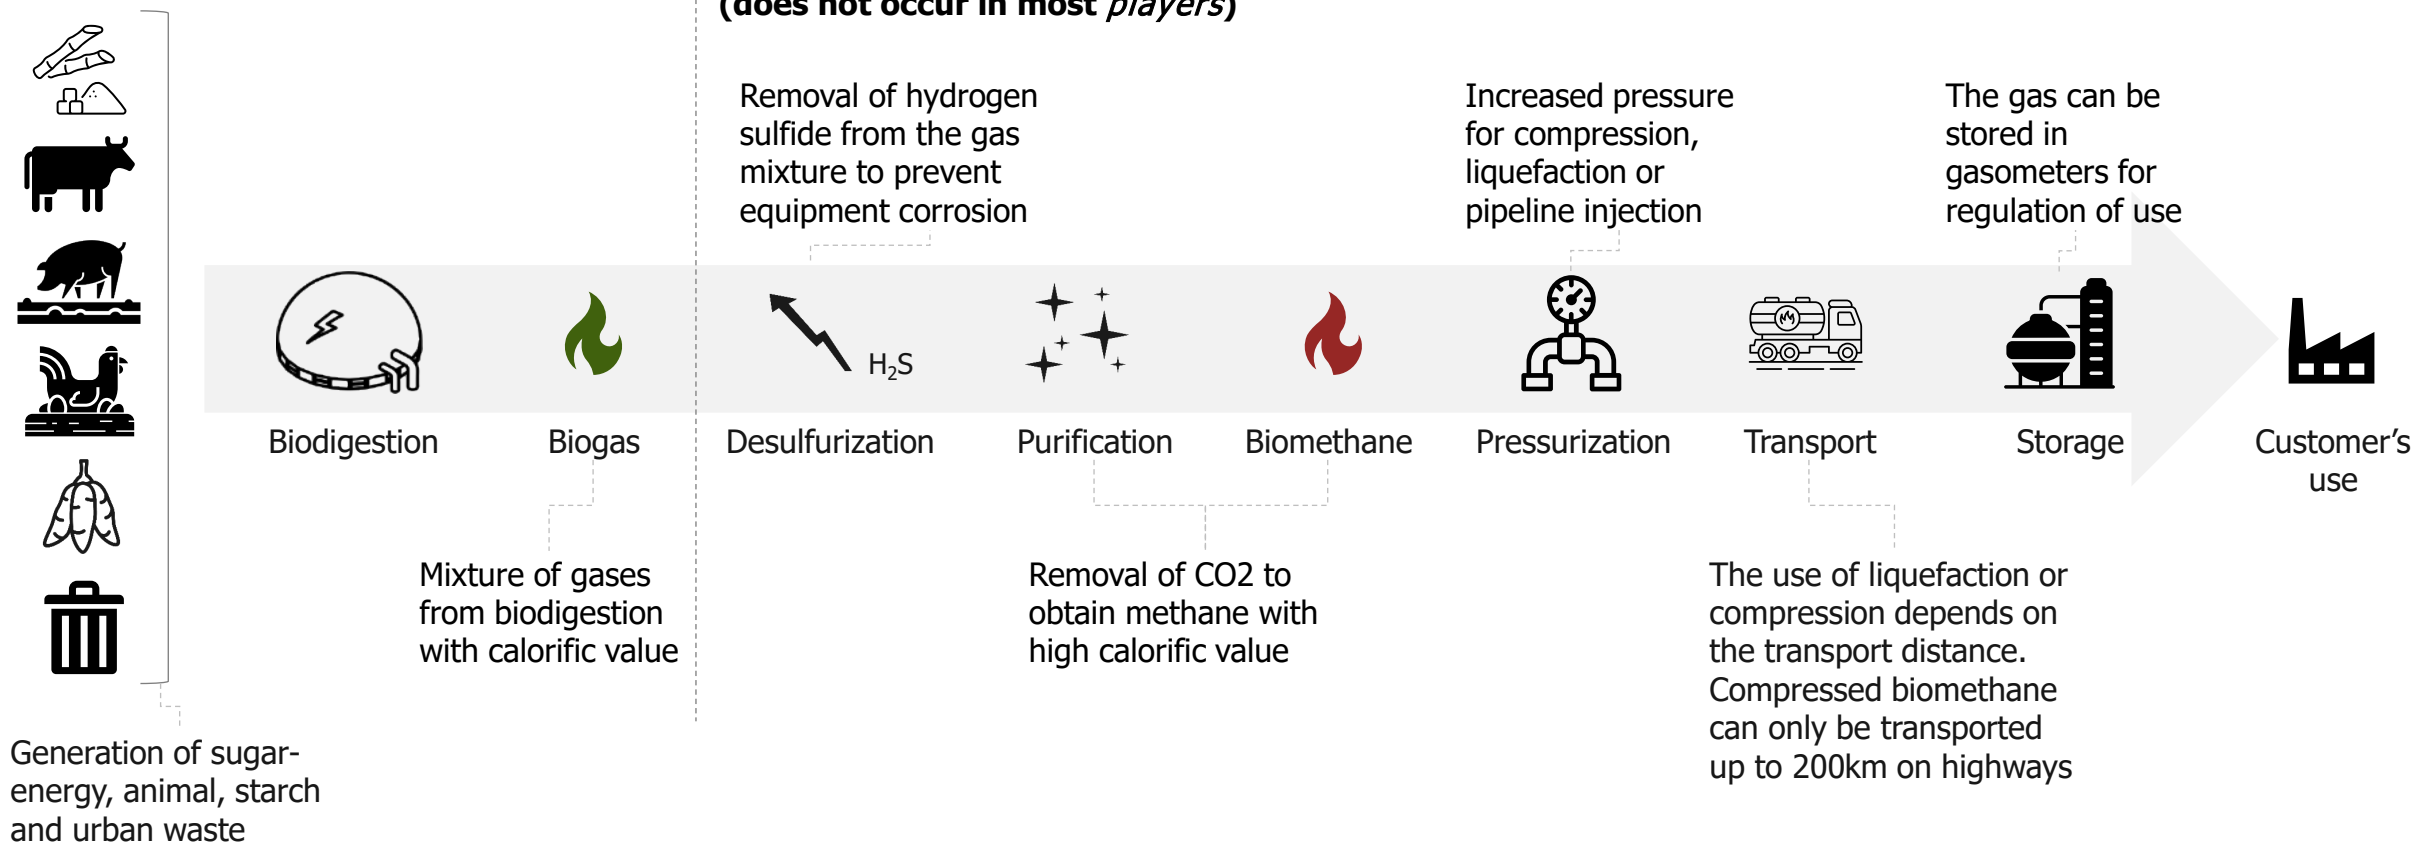 (does not occur in most players)
Removal of hydrogen
sulfide from the gas
mixture to prevent
equipment corrosion
Increased pressure
for compression,
liquefaction or
pipeline injection
The gas can be
stored in
gasometers for
regulation of use
H₂S
Biodigestion
Biogas
Desulfurization
Purification
Biomethane
Pressurization
Transport
Storage
Customer’s
use
Mixture of gases
from biodigestion
with calorific value
Removal of CO2 to
obtain methane with
high calorific value
The use of liquefaction or
compression depends on
the transport distance.
Compressed biomethane
can only be transported
up to 200km on highways
Generation of sugar-
energy, animal, starch
and urban waste